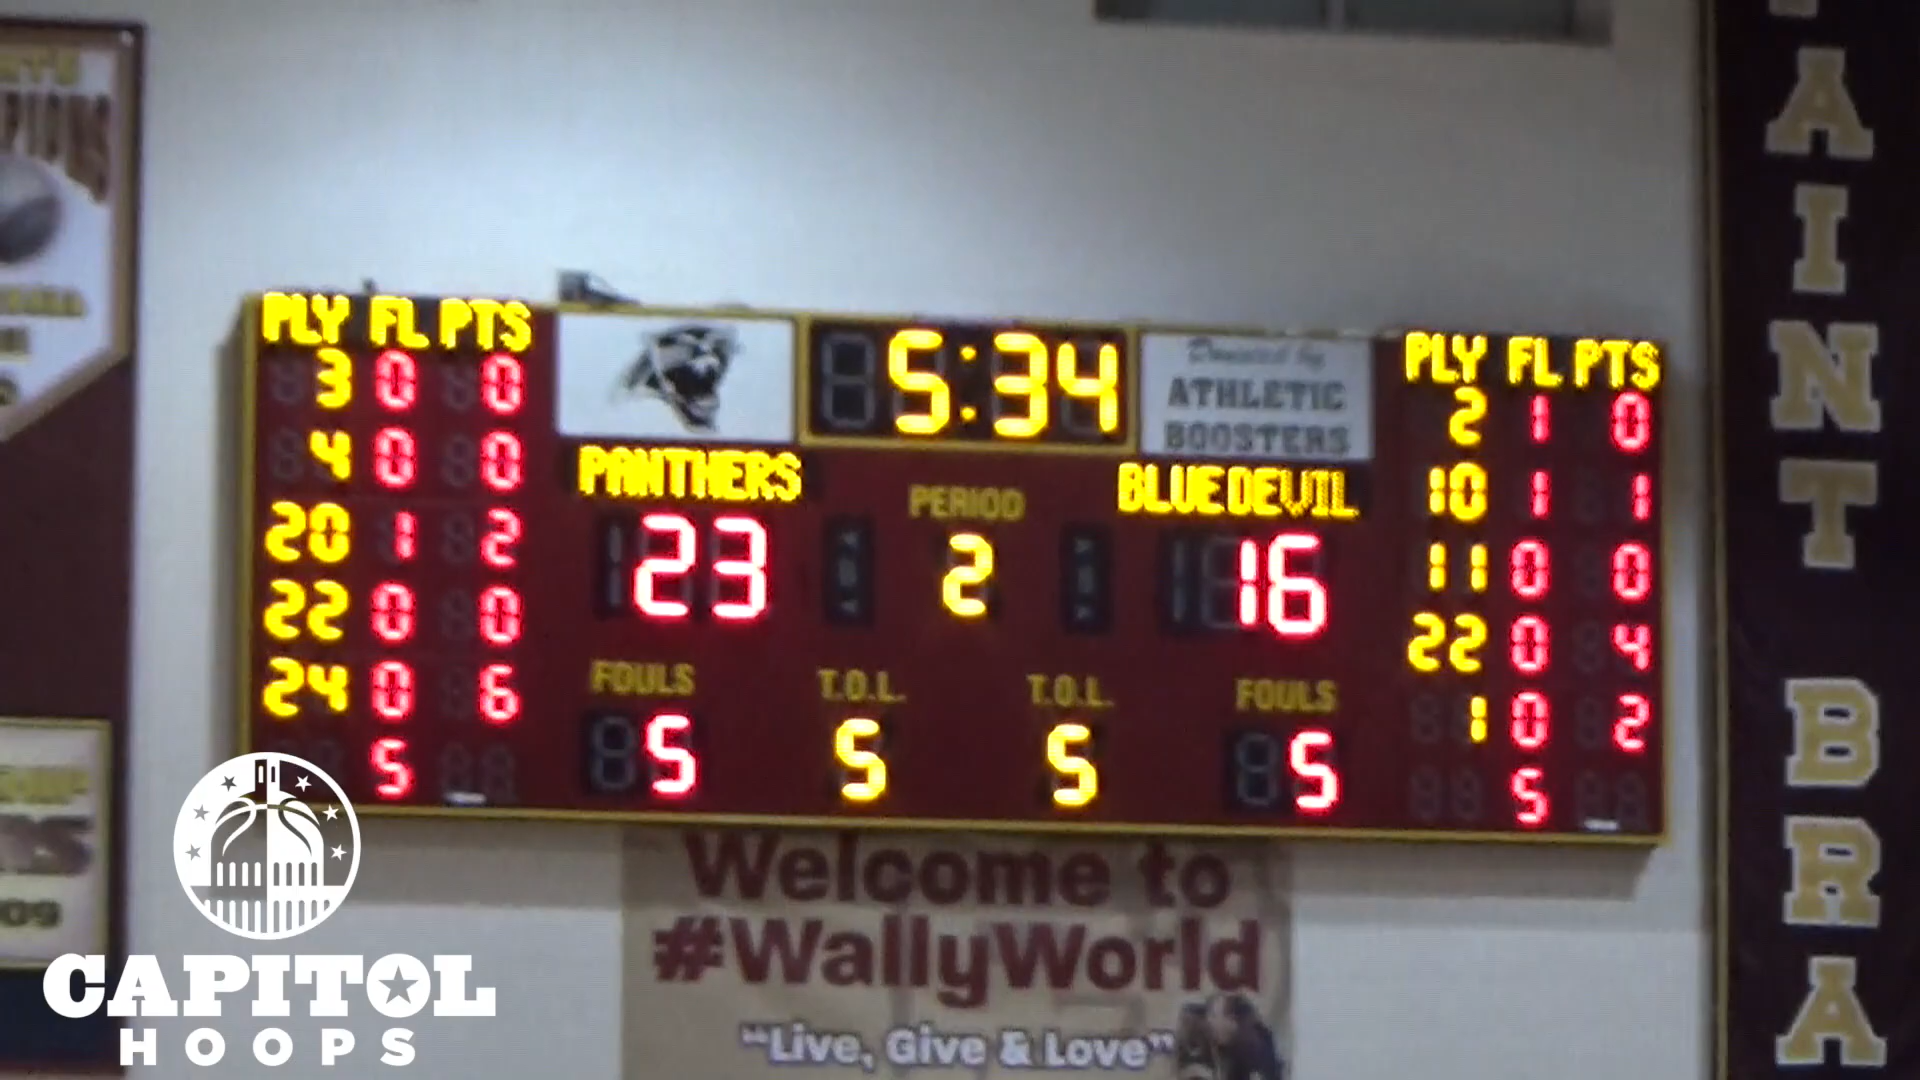 PLY FL PTS
3 0 0
4 0 0
20 1 2
22 0 0
24 0 6
5
5:34
Donated by
ATHLETIC
BOOSTERS
PANTHERS
PERIOD
BLUEDEVIL
23
2
16
FOULS
T.O.L.
T.O.L.
FOULS
5
5
5
5
PLY FL PTS
2 1 0
10 1 1
11 0 0
22 0 4
1 0 2
5
Welcome to
#WallyWorld
“Live, Give & Love”
AINT BRA
09
CAPITOL
HOOPS